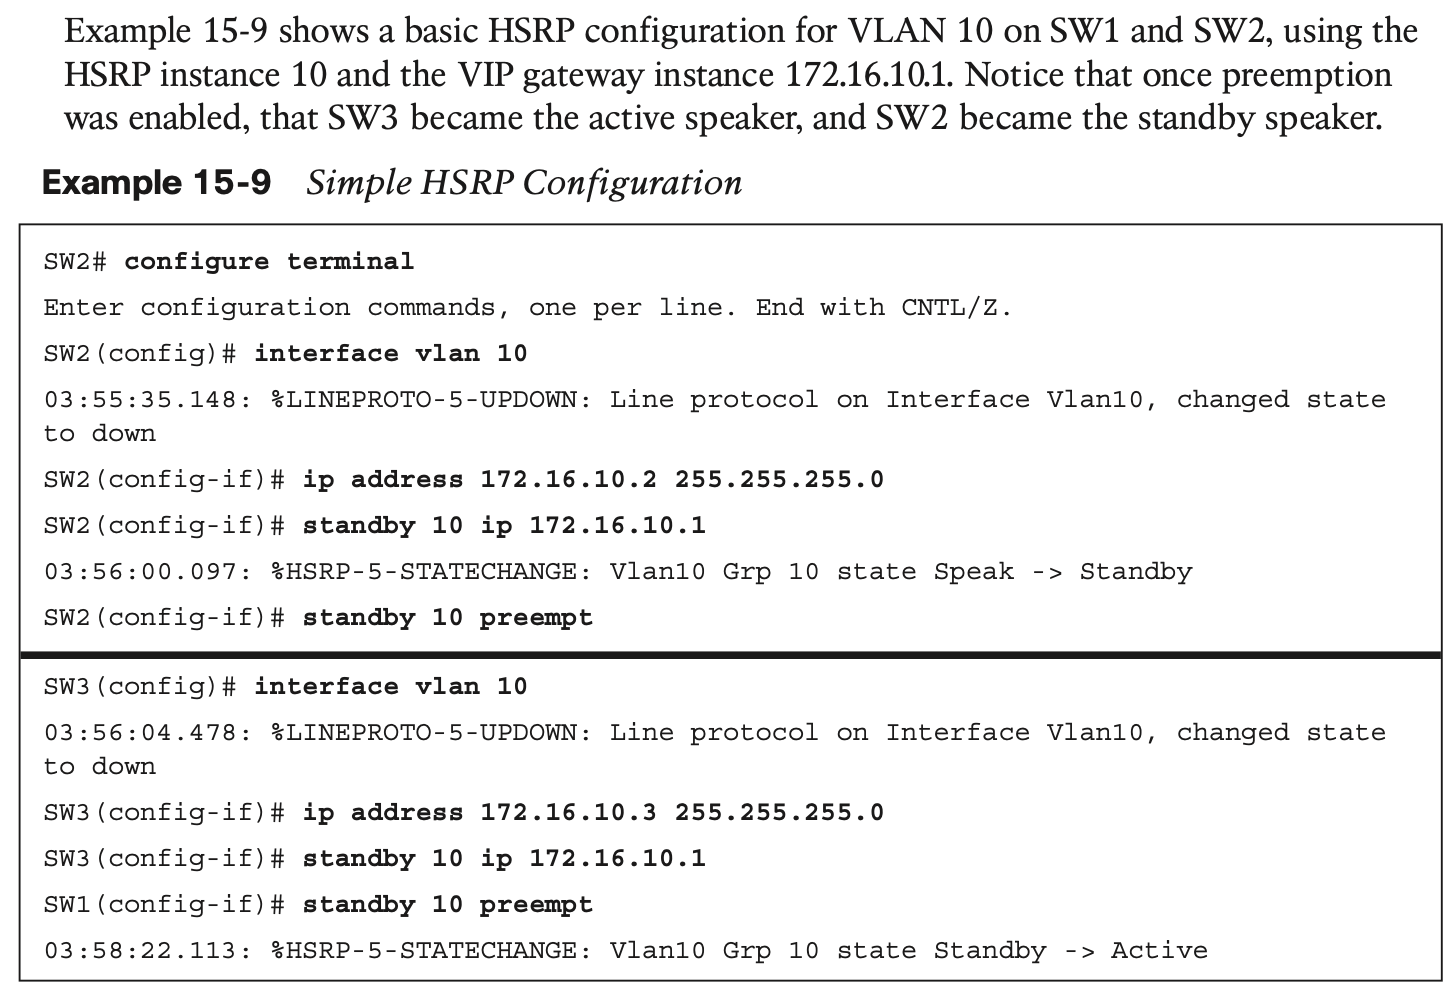 Example 15-9 shows a basic HSRP configuration for VLAN 10 on SW1 and SW2, using the
HSRP instance 10 and the VIP gateway instance 172.16.10.1. Notice that once preemption
was enabled, that SW3 became the active speaker, and SW2 became the standby speaker.
Example 15-9 Simple HSRP Configuration
SW2# configure terminal
Enter configuration commands, one per line. End with CNTL/Z.
SW2(config)# interface vlan 10
03:55:35.148: %LINEPROTO-5-UPDOWN: Line protocol on Interface Vlan10, changed state
to down
SW2(config-if)# ip address 172.16.10.2 255.255.255.0
SW2(config-if)# standby 10 ip 172.16.10.1
03:56:00.097: %HSRP-5-STATECHANGE: Vlan10 Grp 10 state Speak -> Standby
SW2(config-if)# standby 10 preempt
SW3(config)# interface vlan 10
03:56:04.478: %LINEPROTO-5-UPDOWN: Line protocol on Interface Vlan10, changed state
to down
SW3(config-if)# ip address 172.16.10.3 255.255.255.0
SW3(config-if)# standby 10 ip 172.16.10.1
SW1(config-if)# standby 10 preempt
03:58:22.113: %HSRP-5-STATECHANGE: Vlan10 Grp 10 state Standby -> Active